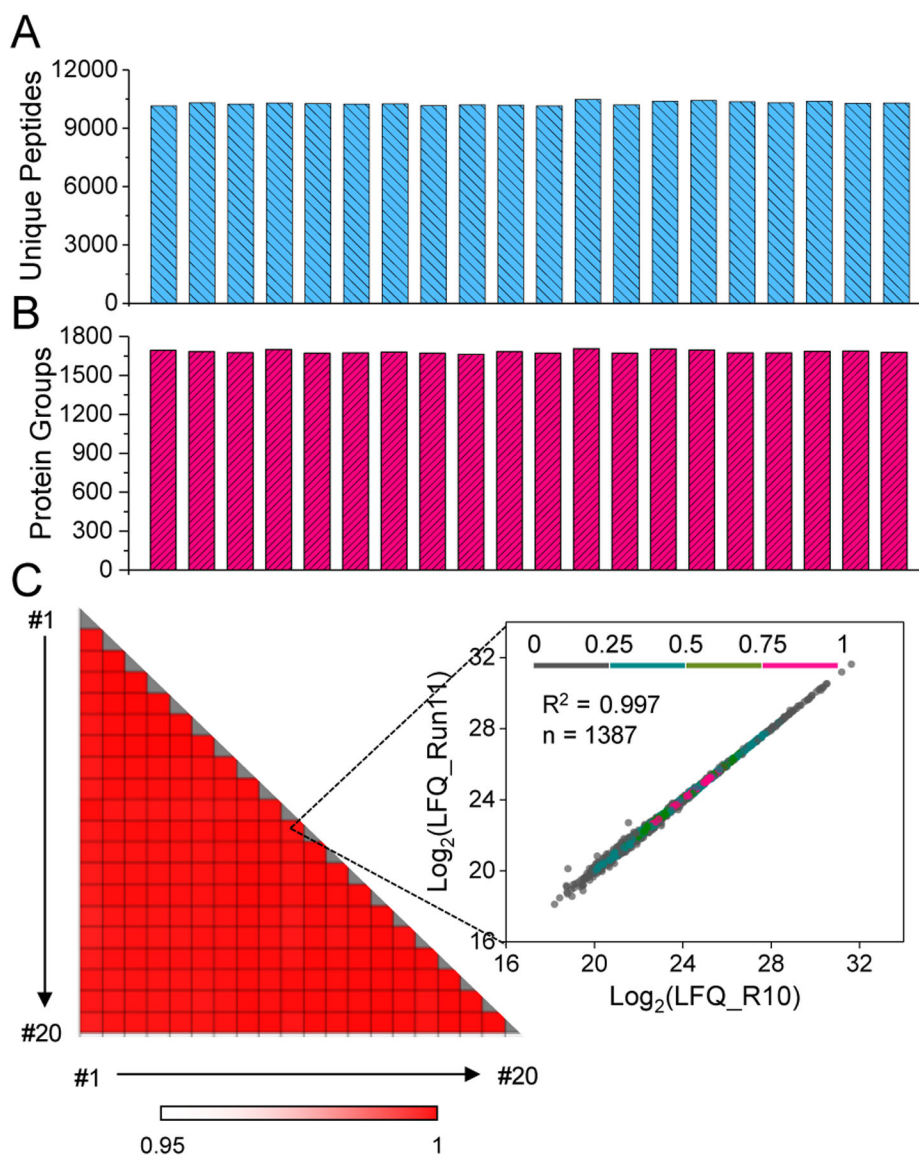 A
Unique Peptides
12000
9000
6000
3000
0
B
Protein Groups
1800
1500
1200
900
600
300
0
C
#1
#20
#1
#20
0.95
1
0 0.25 0.5 0.75 1
R² = 0.997
n = 1387
Log₂(LFQ_Run11)
32
28
24
20
16
16 20 24 28 32
Log₂(LFQ_R10)